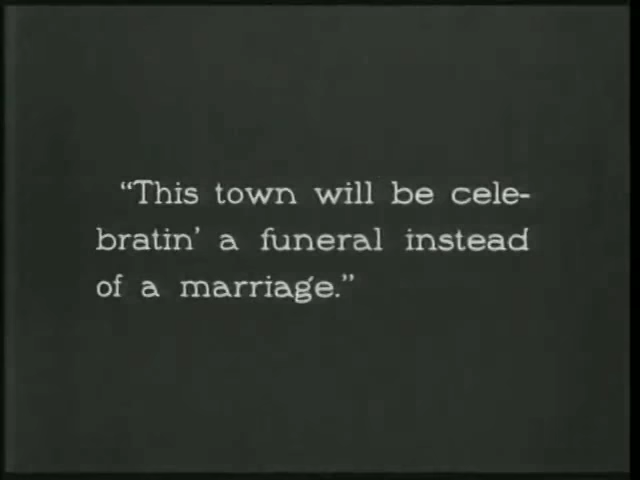 “This town will be cele-
bratin’ a funeral instead
of a marriage.”